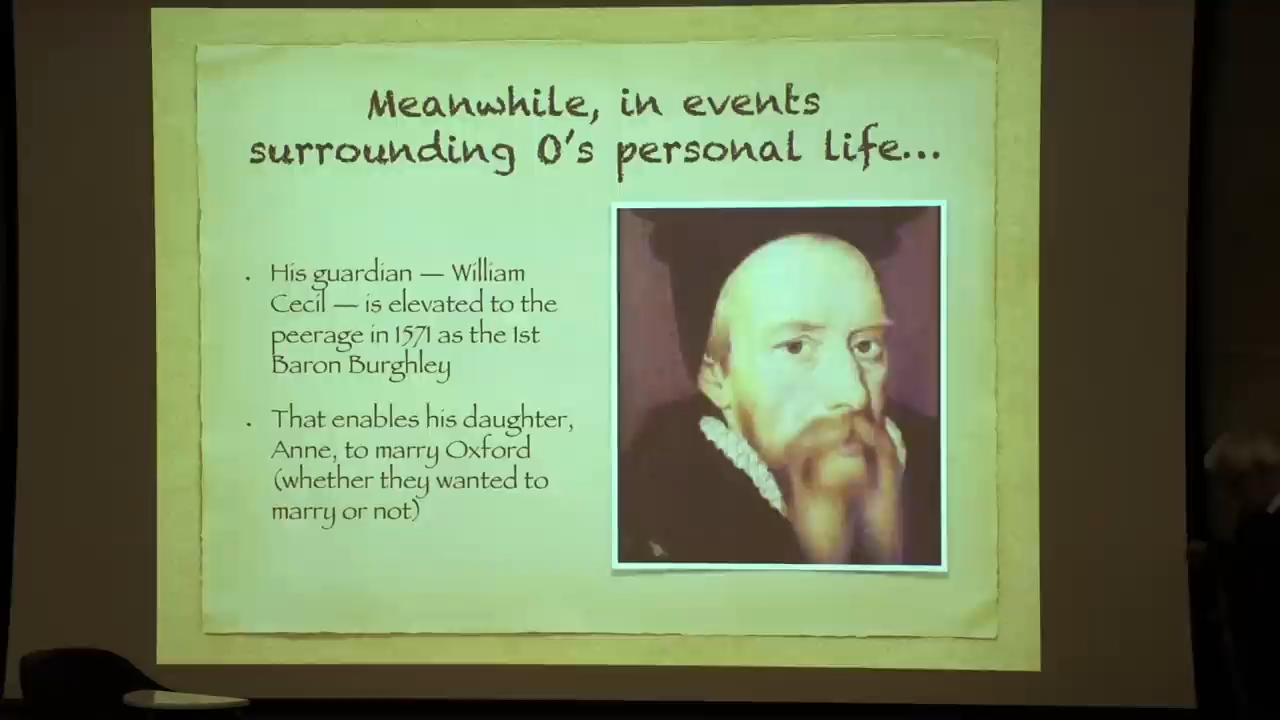 Meanwhile, in events
surrounding O's personal life...
. His guardian — William
Cecil — is elevated to the
peerage in 1571 as the 1st
Baron Burghley
. That enables his daughter,
Anne, to marry Oxford
(whether they wanted to
marry or not)